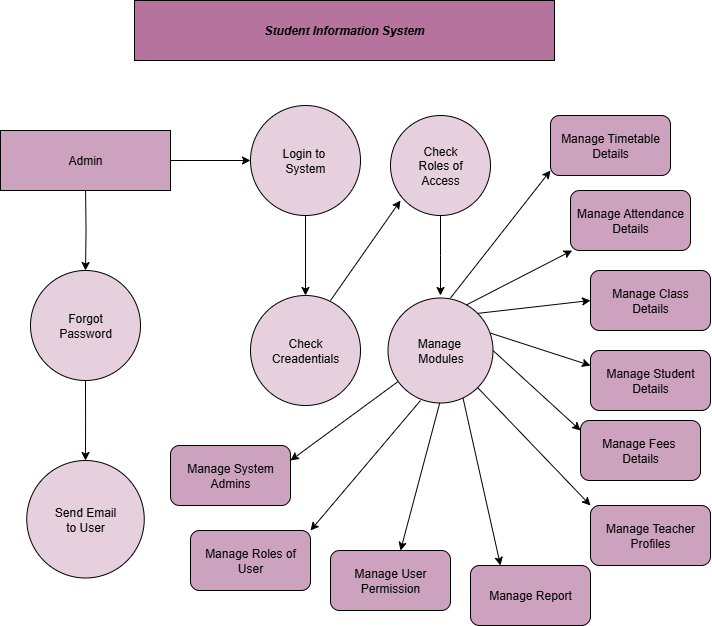 Student Information System
Admin
Login to
System
Check
Roles of
Access
Manage Timetable
Details
Manage Attendance
Details
Manage Class
Details
Forgot
Password
Check
Creadentials
Manage
Modules
Manage Student
Details
Manage Fees
Details
Manage System
Admins
Send Email
to User
Manage Teacher
Profiles
Manage Roles of
User
Manage User
Permission
Manage Report